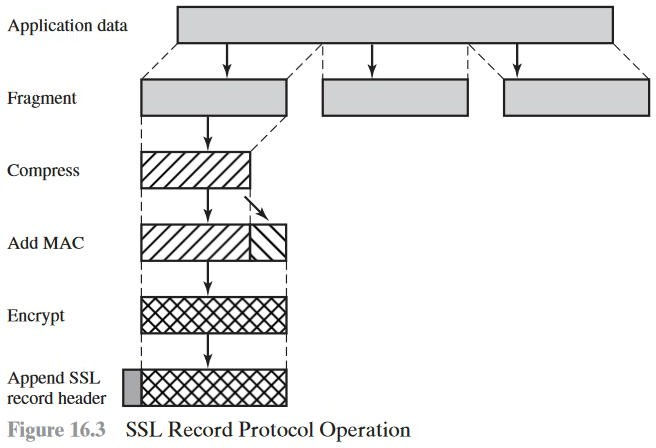 Application data
Fragment
Compress
Add MAC
Encrypt
Append SSL
record header
Figure 16.3 SSL Record Protocol Operation